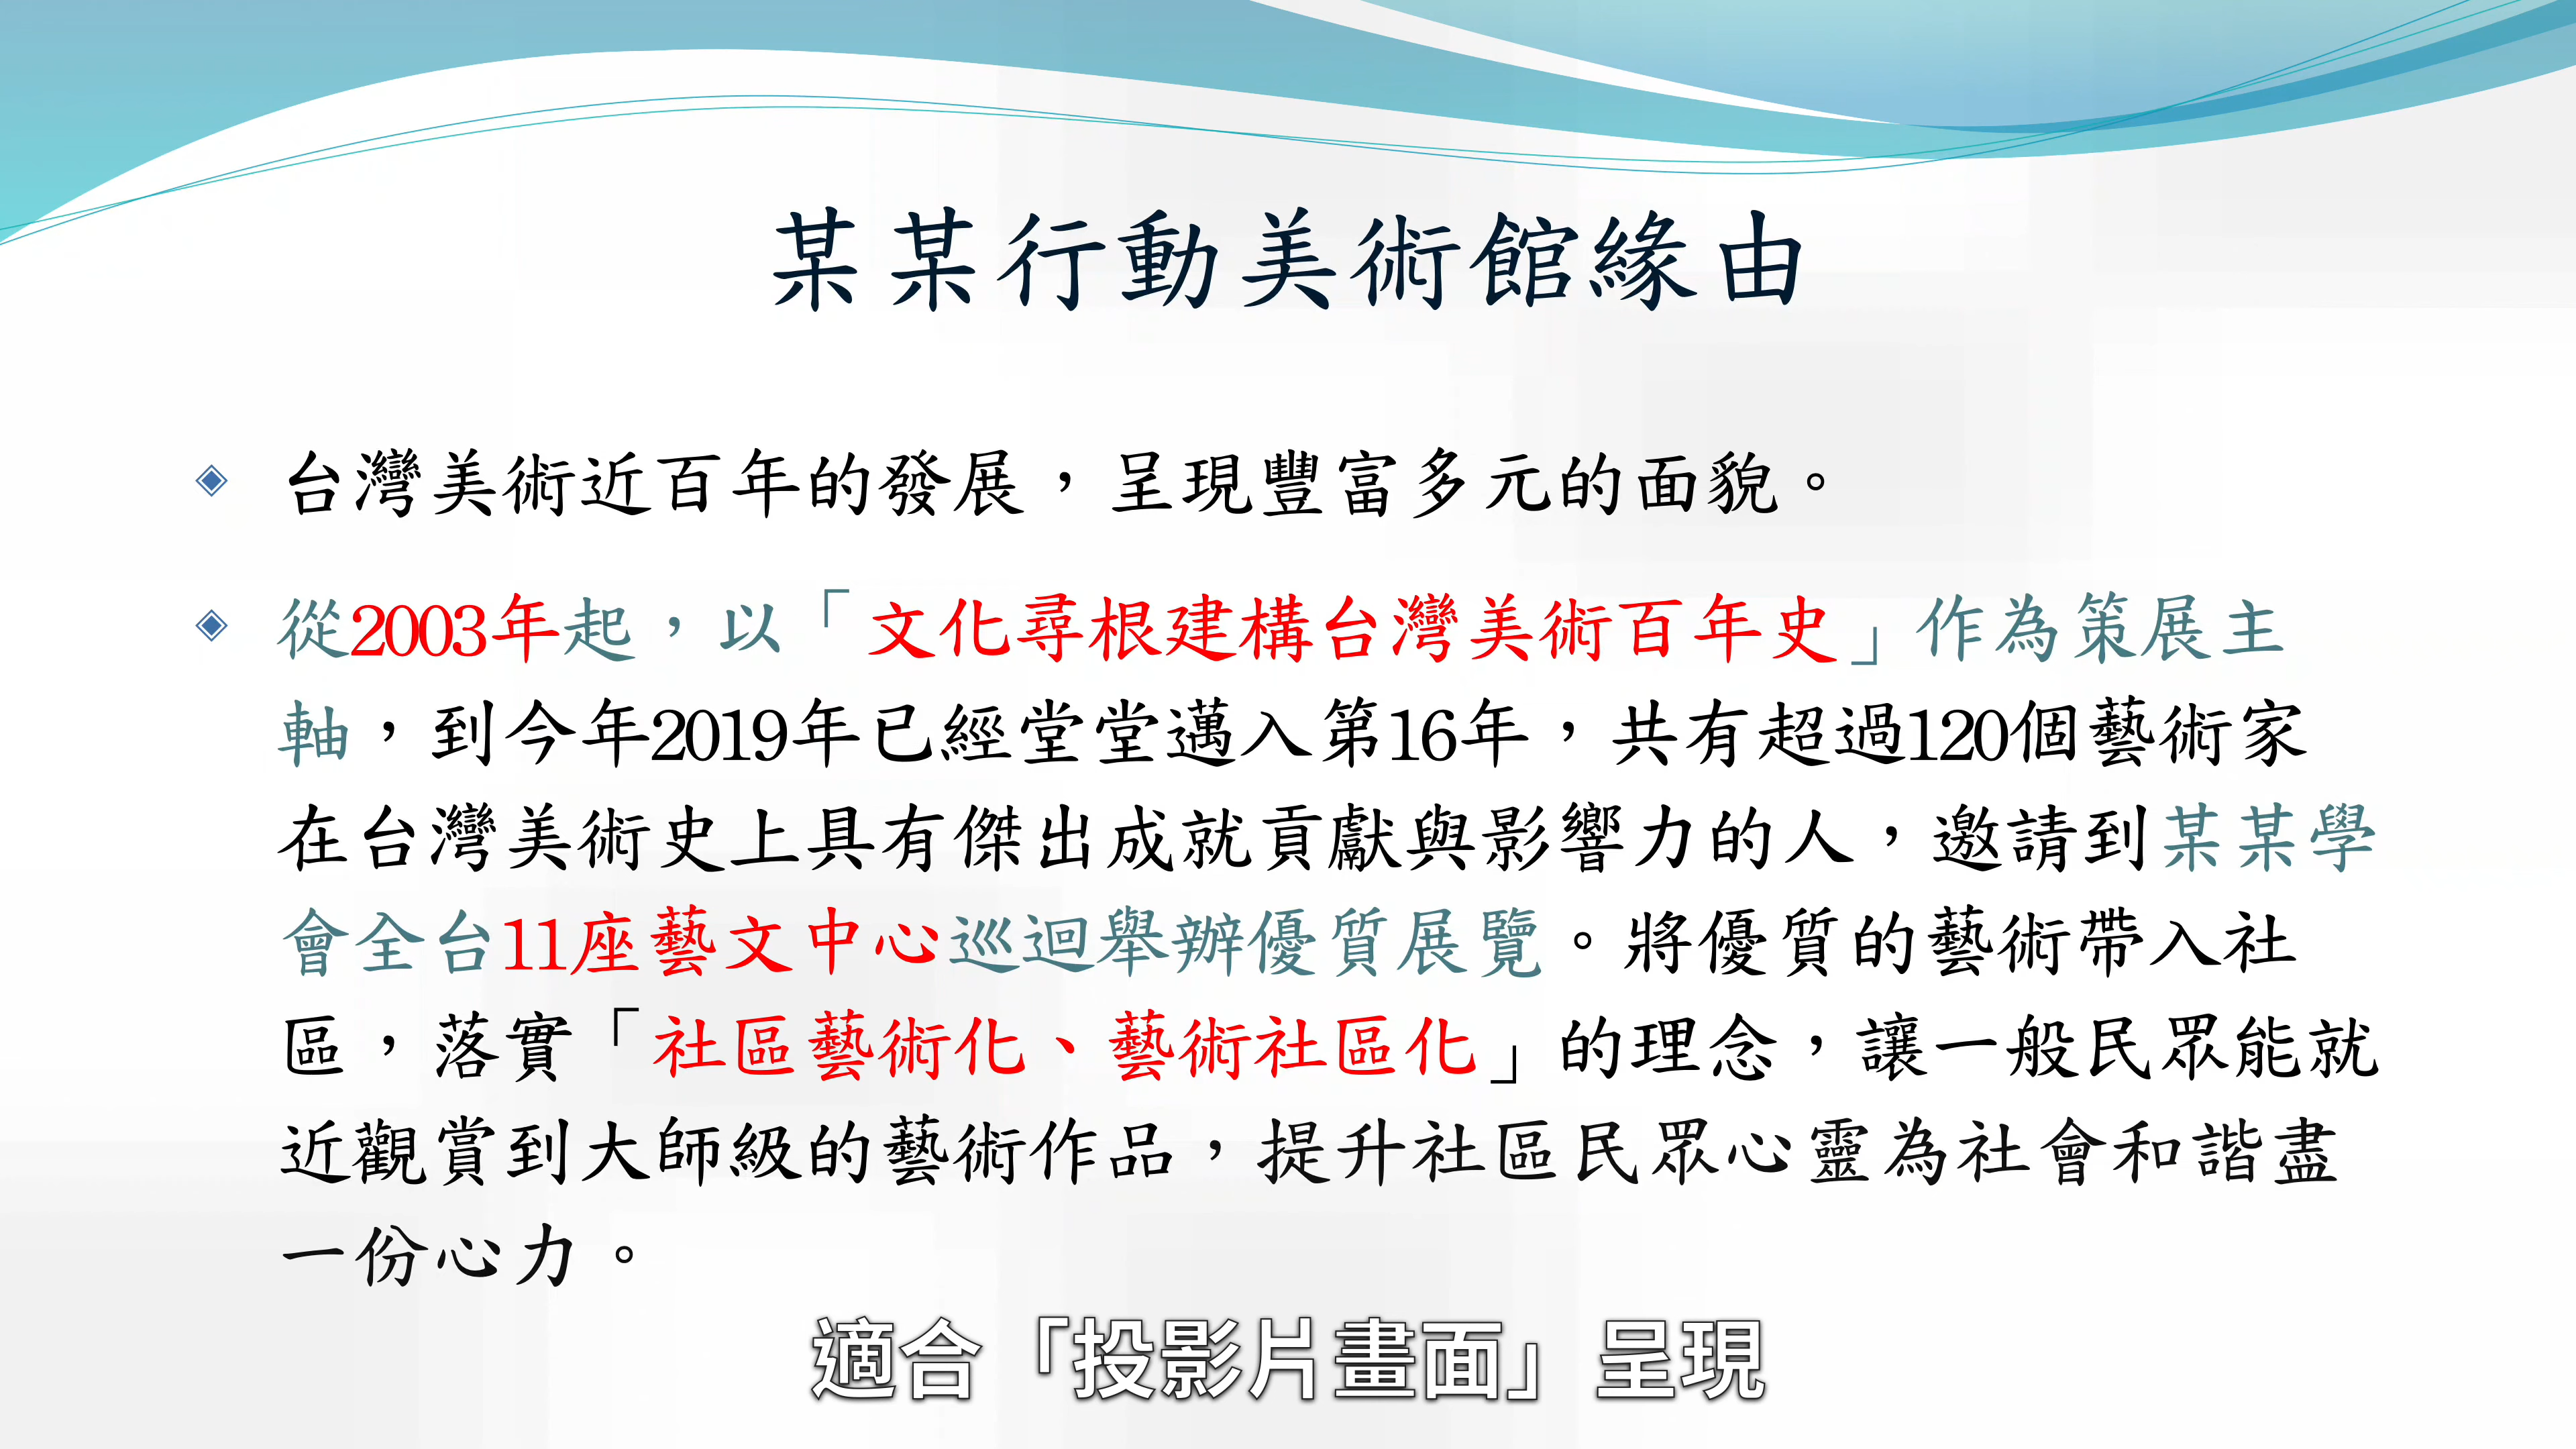 某某行動美術館緣由
台灣美術近百年的發展，呈現豐富多元的面貌。
從2003年起，以「文化尋根建構台灣美術百年史」作為策展主
軸，到今年2019年已經堂堂邁入第16年，共有超過120個藝術家
在台灣美術史上具有傑出成就貢獻與影響力的人，邀請到某某學
會全台11座藝文中心巡迴舉辦優質展覽。將優質的藝術帶入社
區，落實「社區藝術化、藝術社區化」的理念，讓一般民眾能就
近觀賞到大師級的藝術作品，提升社區民眾心靈為社會和諧盡
一份心力。
適合「投影片畫面」呈現